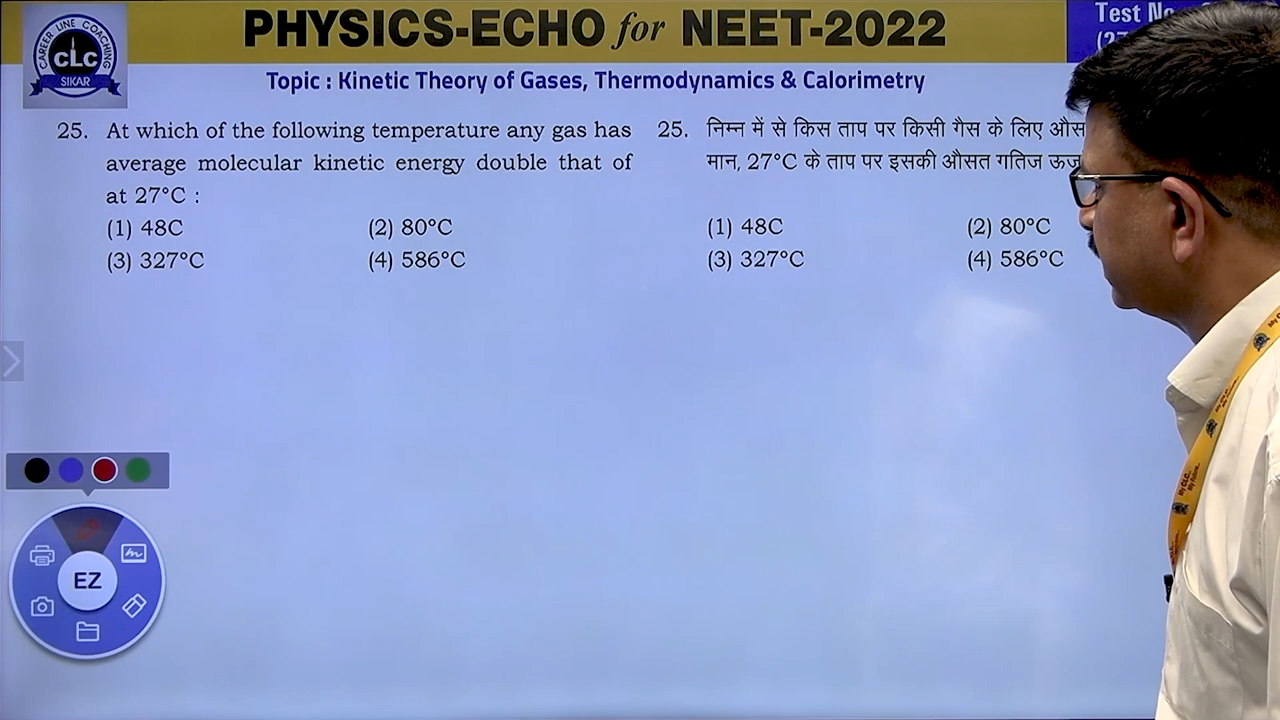 PHYSICS-ECHO for NEET-2022
Test No
CAREER LINE COACHING
CLC
SIKAR
Topic : Kinetic Theory of Gases, Thermodynamics & Calorimetry
25. At which of the following temperature any gas has
average molecular kinetic energy double that of
at 27°C :
(1) 48C (2) 80°C
(3) 327°C (4) 586°C
25. निम्न में से किस ताप पर किसी गैस के लिए
मान, 27°C के ताप पर इसकी औसत गतिज
(1) 48C (2) 80°C
(3) 327°C (4) 586°C
EZ